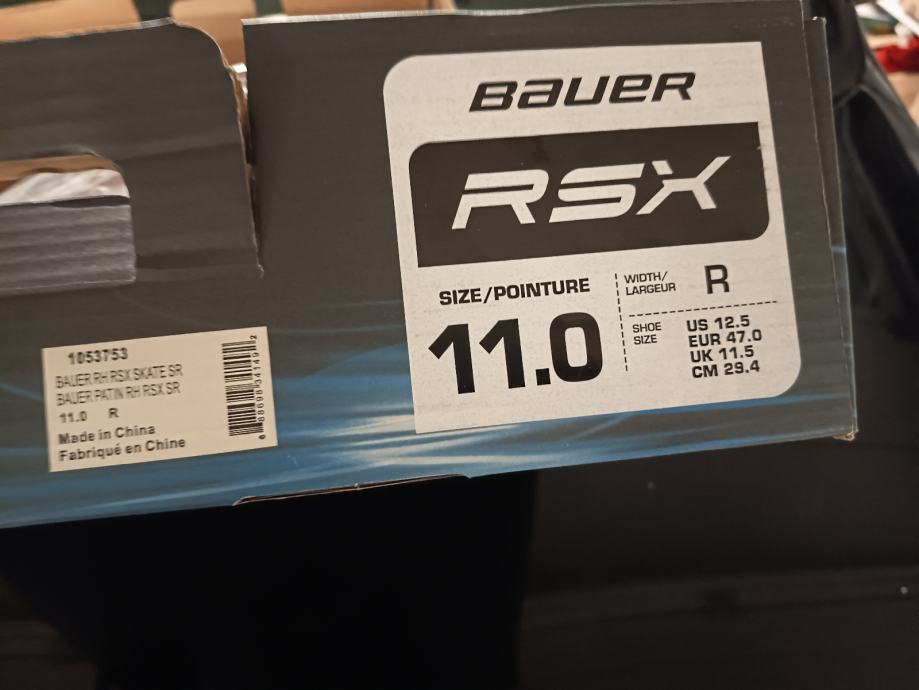 BAUER
RSX
SIZE/POINTURE
11.0
WIDTH/
LARGEUR
R
SHOE
SIZE
US 12.5
EUR 47.0
UK 11.5
CM 29.4
1053753
BAUER RH RSX SKATE SR
BAUER PATIN RH RSX SR
11.0 R
Made in China
Fabriqué en Chine